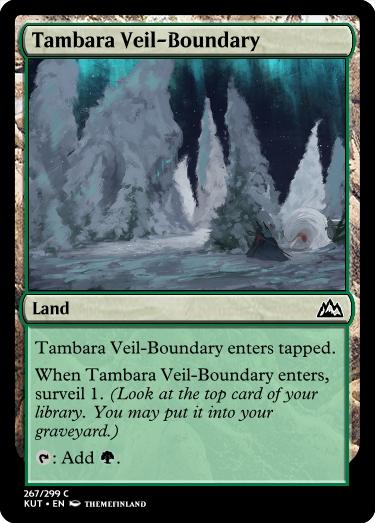 Tambara Veil-Boundary
Land
Tambara Veil-Boundary enters tapped.
When Tambara Veil-Boundary enters,
surveil 1. (Look at the top card of your
library. You may put it into your
graveyard.)
: Add .
267/299 C
KUT • EN THEMEFINLAND